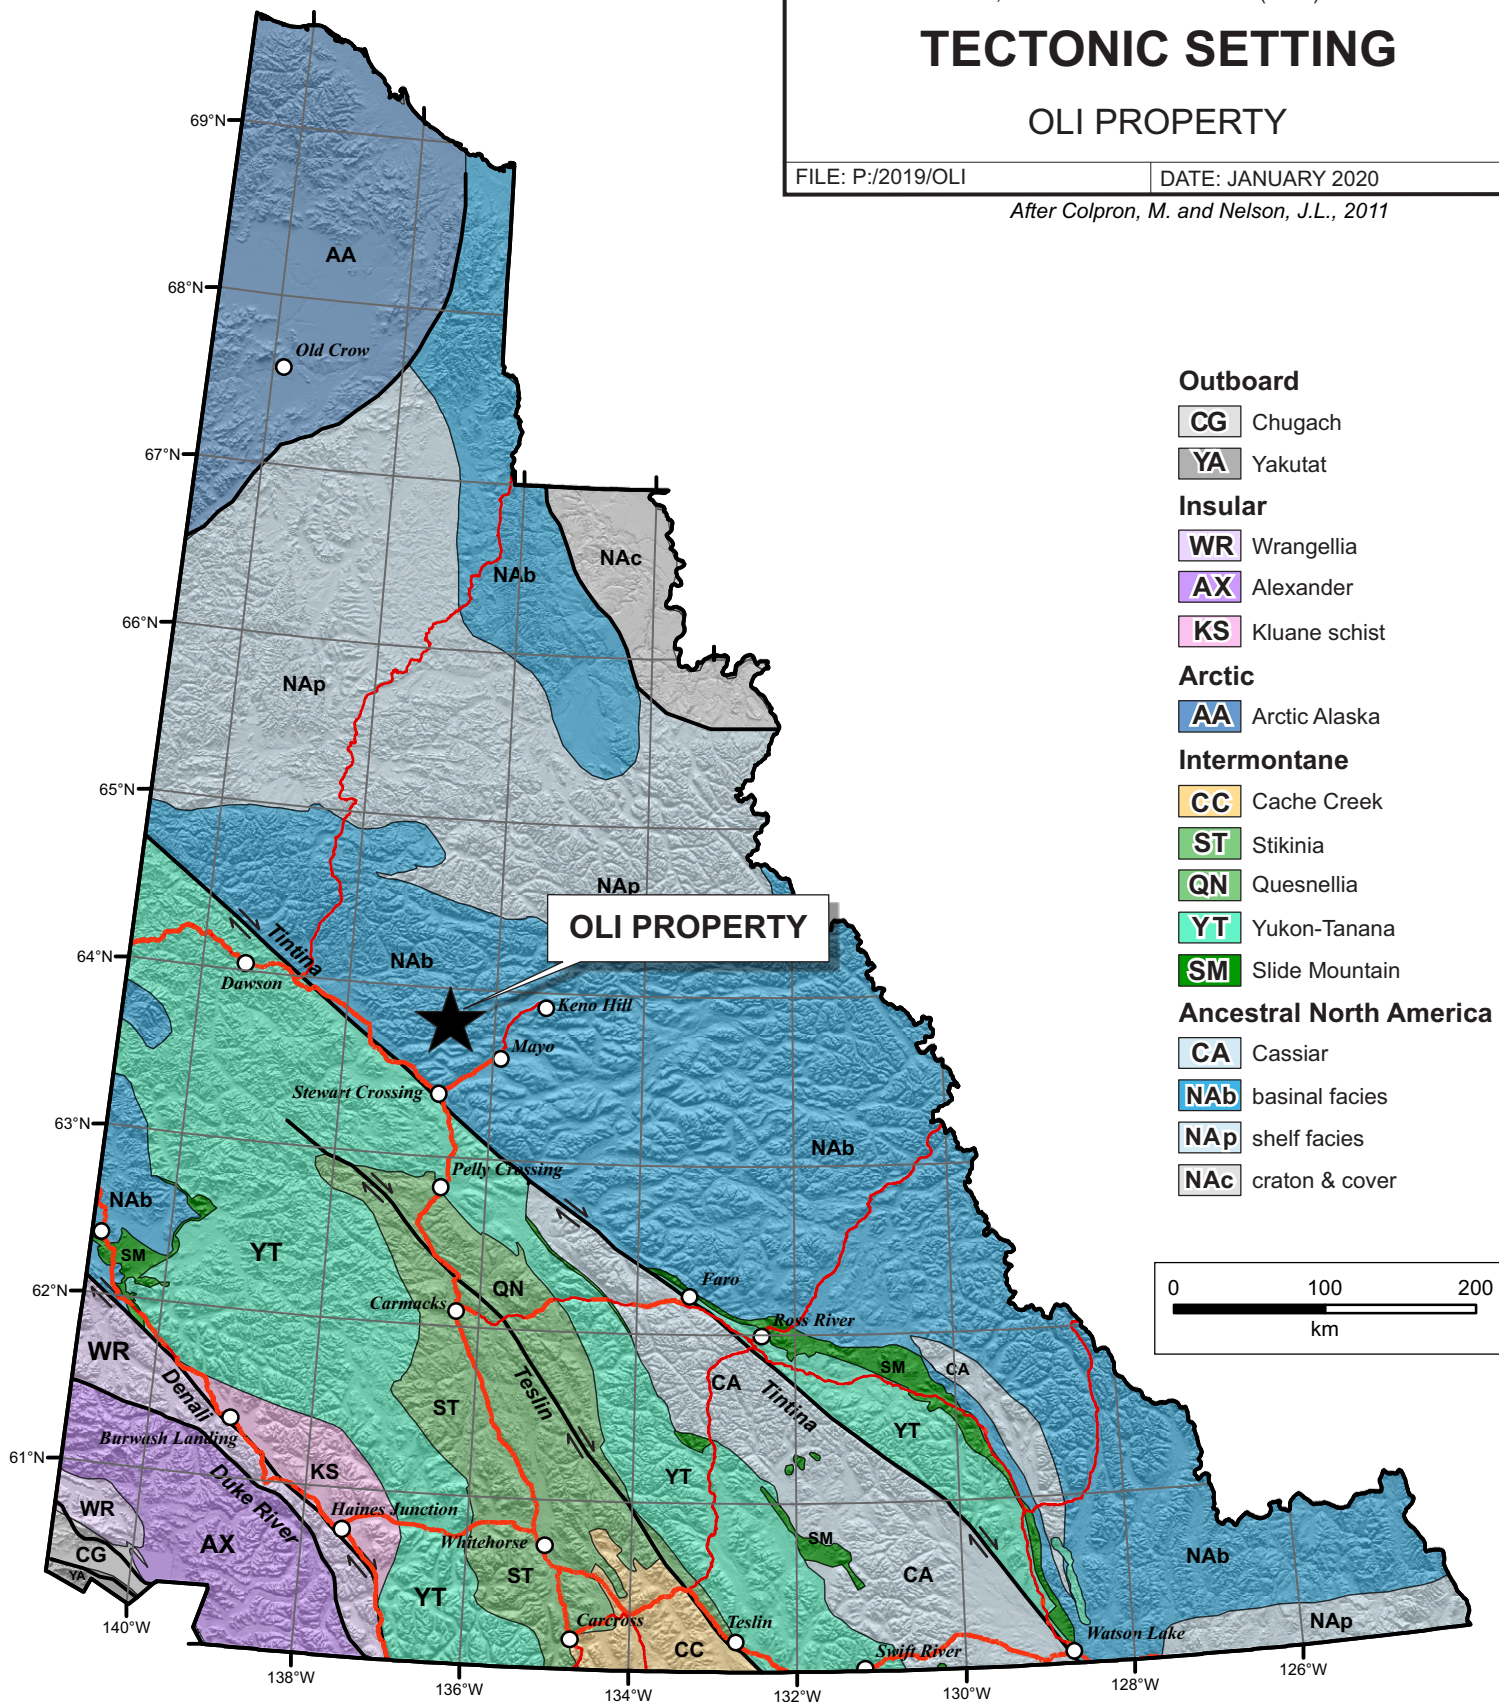 TECTONIC SETTING
OLI PROPERTY
FILE: P:/2019/OLI
DATE: JANUARY 2020
After Colpron, M. and Nelson, J.L., 2011
69°N
68°N
67°N
66°N
65°N
64°N
63°N
62°N
61°N
140°W
138°W
136°W
134°W
132°W
130°W
128°W
126°W
AA
Old Crow
NAc
NAb
NAp
NAp
OLI PROPERTY
NAb
Tintina
Dawson
Keno Hill
Mayo
Stewart Crossing
NAb
Pelly Crossing
NAb
SM
YT
QN
Faro
Carmacks
Ross River
WR
Denali
Teslin
CA
SM
CA
Tintina
ST
YT
Burwash Landing
KS
Duke River
YT
WR
Haines Junction
Whitehorse
SM
AX
CG
YA
ST
YT
CA
NAb
Carcross
Teslin
CC
Swift River
Watson Lake
NAp
Outboard
CG Chugach
YA Yakutat
Insular
WR Wrangellia
AX Alexander
KS Kluane schist
Arctic
AA Arctic Alaska
Intermontane
CC Cache Creek
ST Stikinia
QN Quesnellia
YT Yukon-Tanana
SM Slide Mountain
Ancestral North America
CA Cassiar
NAb basinal facies
NAp shelf facies
NAc craton & cover
0 100 200
km